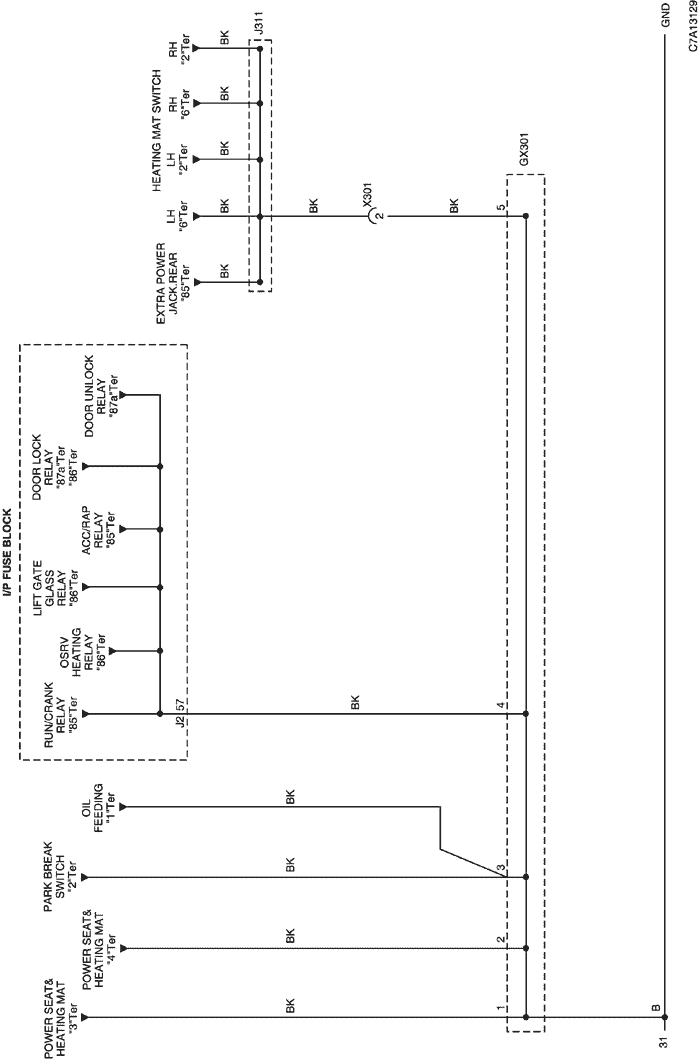 I/P FUSE BLOCK
POWER SEAT&
HEATING MAT
"3"Ter
POWER SEAT&
HEATING MAT
"4"Ter
PARK BREAK
SWITCH
"2"Ter
OIL
FEEDING
"1"Ter
RUN/CRANK
RELAY
"85"Ter
OSRV
HEATING
RELAY
"86"Ter
LIFT GATE
GLASS
RELAY
"86"Ter
ACC/RAP
RELAY
"85"Ter
DOOR LOCK
RELAY
"87a"Ter
"86"Ter
DOOR UNLOCK
RELAY
"87a"Ter
EXTRA POWER
JACK.REAR
"85"Ter
HEATING MAT SWITCH
LH
"6"Ter
LH
"2"Ter
RH
"6"Ter
RH
"2"Ter
BK
BK
BK
BK
BK
J311
J2
57
BK
X301
2
BK
BK
BK
BK
BK
BK
1
2
3
4
5
GX301
31
B
GND
C7A13129